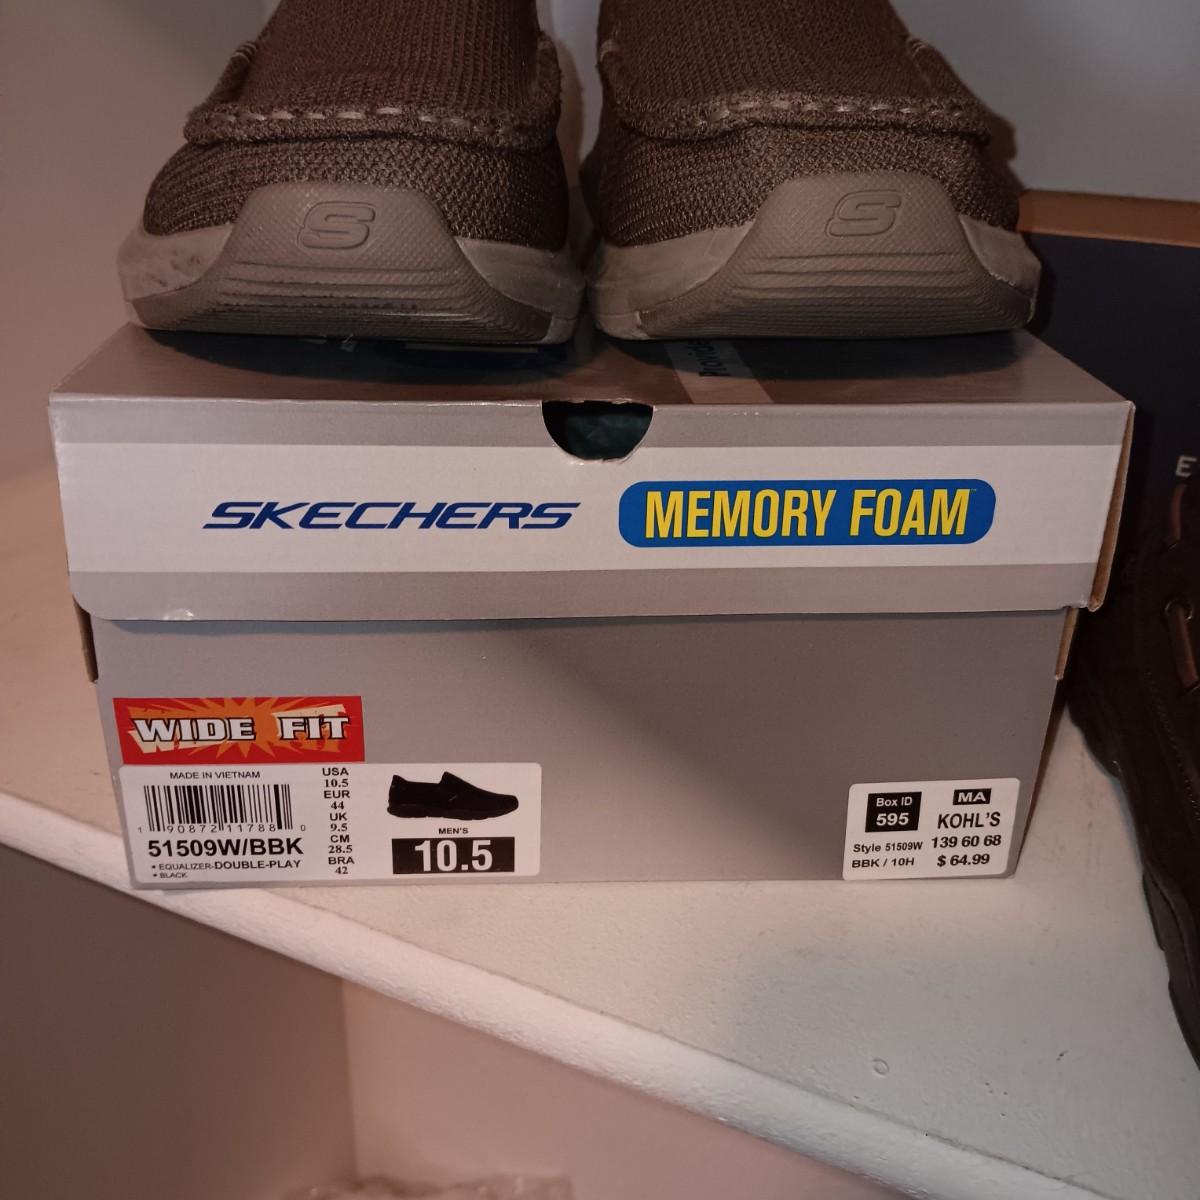 S S
Provide
SKECHERS MEMORY FOAM™
WIDE FIT
MADE IN VIETNAM
1 90872 11788 0
51509W/BBK
• EQUALIZER-DOUBLE-PLAY
• BLACK
USA
10.5
EUR
44
UK
9.5
CM
28.5
BRA
42
MEN'S
10.5
Box ID
595
MA
KOHL'S
Style 51509W 139 60 68
BBK / 10H $ 64.99
E